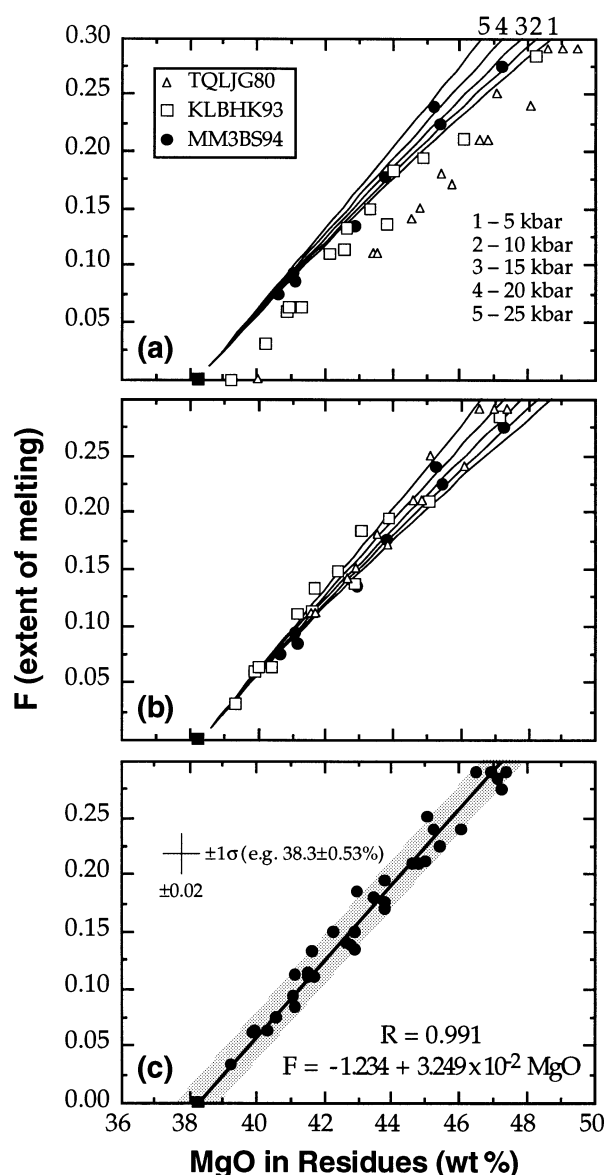 5 4 3 2 1
0.30
TQLJG80
KLBHK93
MM3BS94
0.25
0.20
0.15
0.10
0.05
1 – 5 kbar
2 – 10 kbar
3 – 15 kbar
4 – 20 kbar
5 – 25 kbar
(a)
F (extent of melting)
0.25
0.20
0.15
0.10
0.05
(b)
0.25
0.20
0.15
0.10
0.05
0.00
±1σ (e.g. 38.3±0.53%)
±0.02
R = 0.991
F = -1.234 + 3.249x10-2 MgO
(c)
36 38 40 42 44 46 48 50
MgO in Residues (wt %)